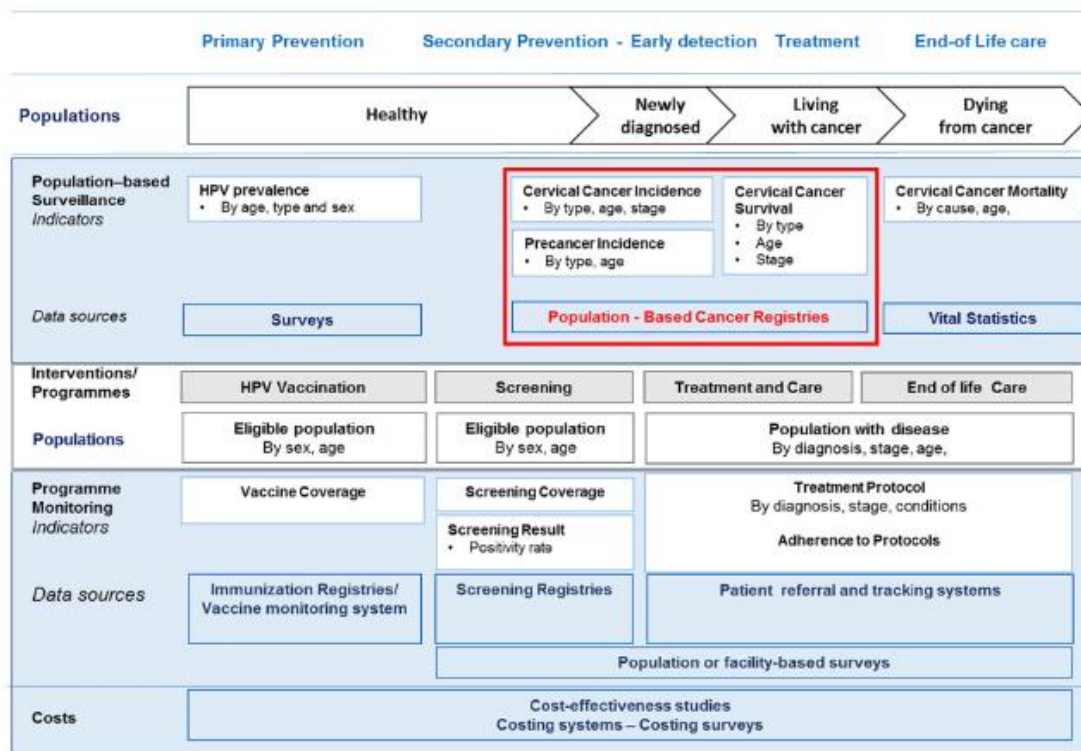 Primary Prevention
Secondary Prevention - Early detection
Treatment
End-of Life care
Populations
Healthy
Newly
diagnosed
Living
with cancer
Dying
from cancer
Population–based
Surveillance
Indicators
HPV prevalence
• By age, type and sex
Cervical Cancer Incidence
• By type, age, stage
Precancer Incidence
• By type, age
Cervical Cancer
Survival
• By type
• Age
• Stage
Cervical Cancer Mortality
• By cause, age,
Data sources
Surveys
Population - Based Cancer Registries
Vital Statistics
Interventions/
Programmes
HPV Vaccination
Screening
Treatment and Care
End of life Care
Populations
Eligible population
By sex, age
Eligible population
By sex, age
Population with disease
By diagnosis, stage, age,
Programme
Monitoring
Indicators
Vaccine Coverage
Screening Coverage
Screening Result
• Positivity rate
Treatment Protocol
By diagnosis, stage, conditions
Adherence to Protocols
Data sources
Immunization Registries/
Vaccine monitoring system
Screening Registries
Patient referral and tracking systems
Population or facility-based surveys
Costs
Cost-effectiveness studies
Costing systems – Costing surveys